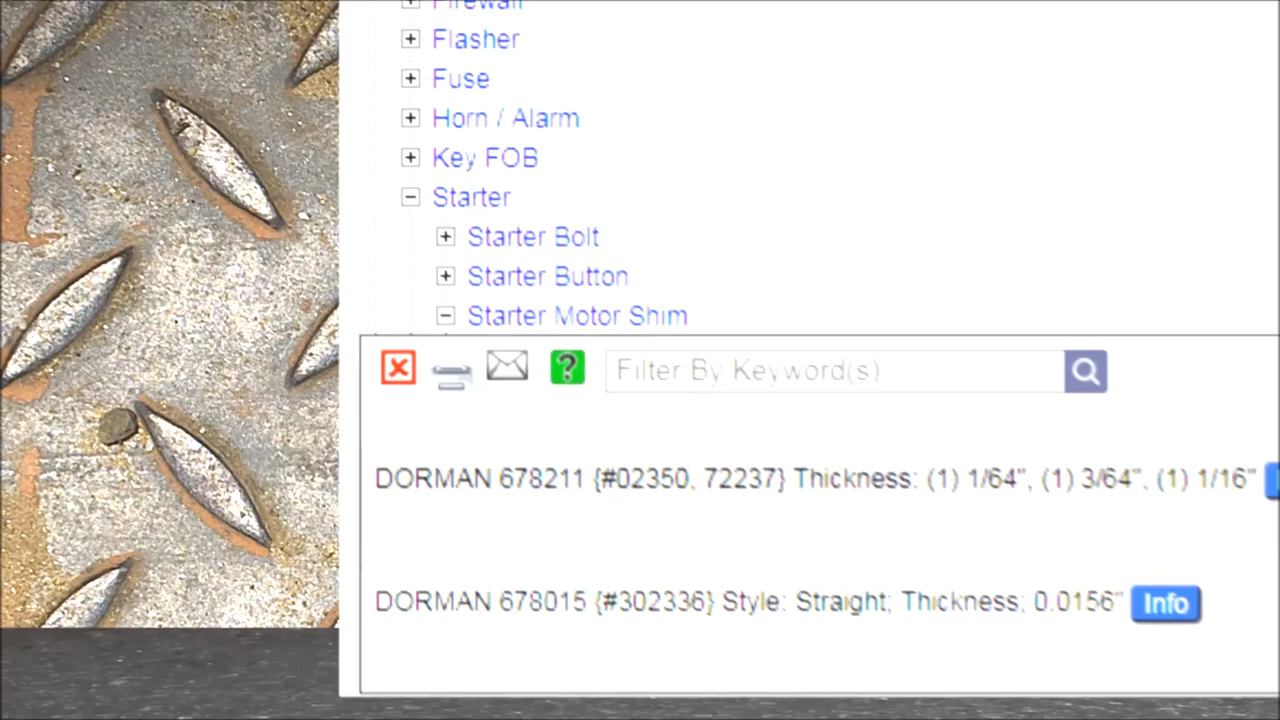 Firewall
Flasher
Fuse
Horn / Alarm
Key FOB
Starter
Starter Bolt
Starter Button
Starter Motor Shim
Filter By Keyword(s)
DORMAN 678211 {#02350, 72237} Thickness: (1) 1/64", (1) 3/64", (1) 1/16"
DORMAN 678015 {#302336} Style: Straight; Thickness: 0.0156" Info